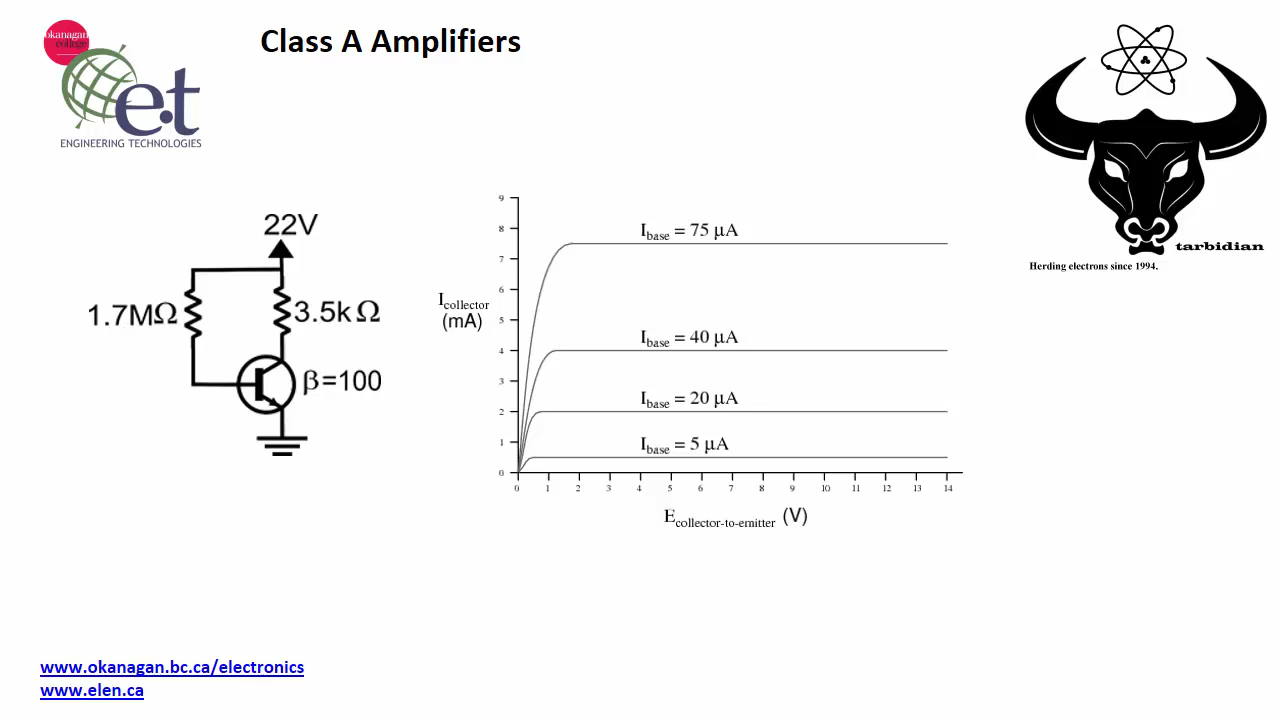 okanagan
college
e.t
ENGINEERING TECHNOLOGIES
Class A Amplifiers
tarbidian
Herding electrons since 1994.
22V
1.7MΩ
3.5k Ω
β=100
Icollector
(mA)
9
8
7
6
5
4
3
2
1
0
Ibase = 75 µA
Ibase = 40 µA
Ibase = 20 µA
Ibase = 5 µA
0 1 2 3 4 5 6 7 8 9 10 11 12 13 14
Ecollector-to-emitter (V)
www.okanagan.bc.ca/electronics
www.elen.ca